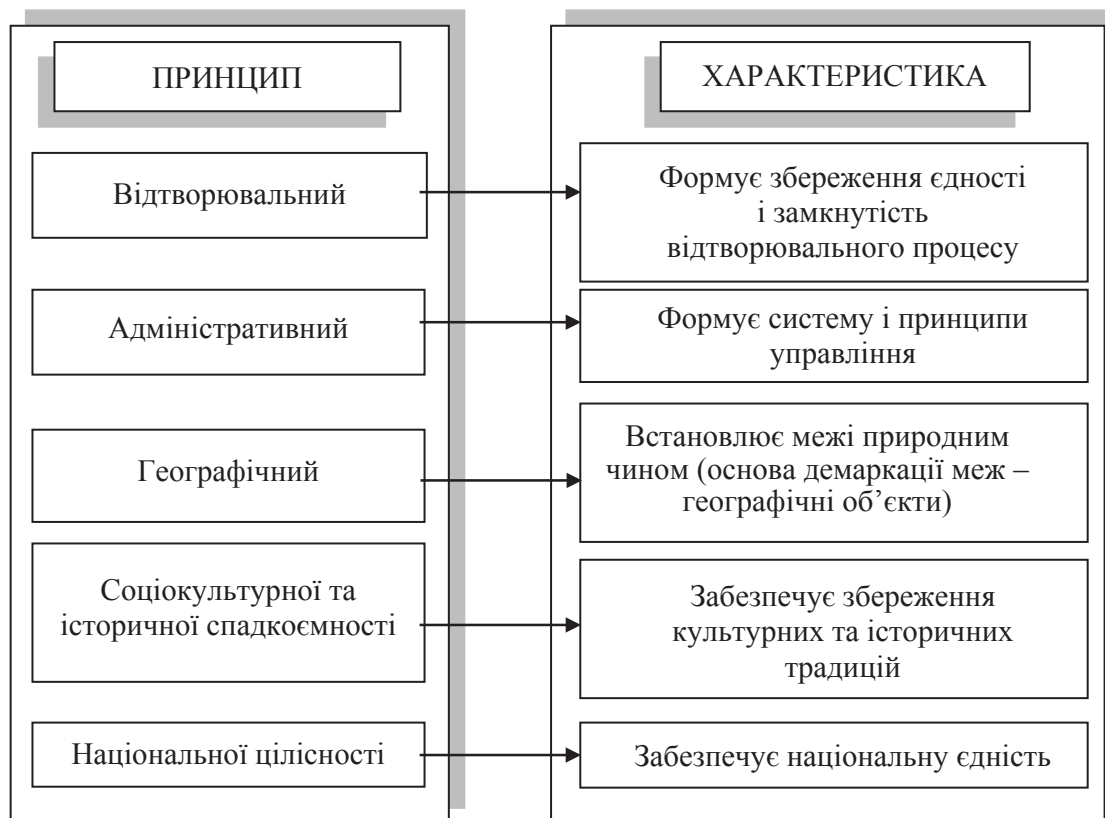 ПРИНЦИП
ХАРАКТЕРИСТИКА
Відтворювальний
Формує збереження єдності
і замкнутість
відтворювального процесу
Адміністративний
Формує систему і принципи
управління
Географічний
Встановлює межі природним
чином (основа демаркації меж –
географічні об’єкти)
Соціокультурної та
історичної спадкоємності
Забезпечує збереження
культурних та історичних
традицій
Національної цілісності
Забезпечує національну єдність